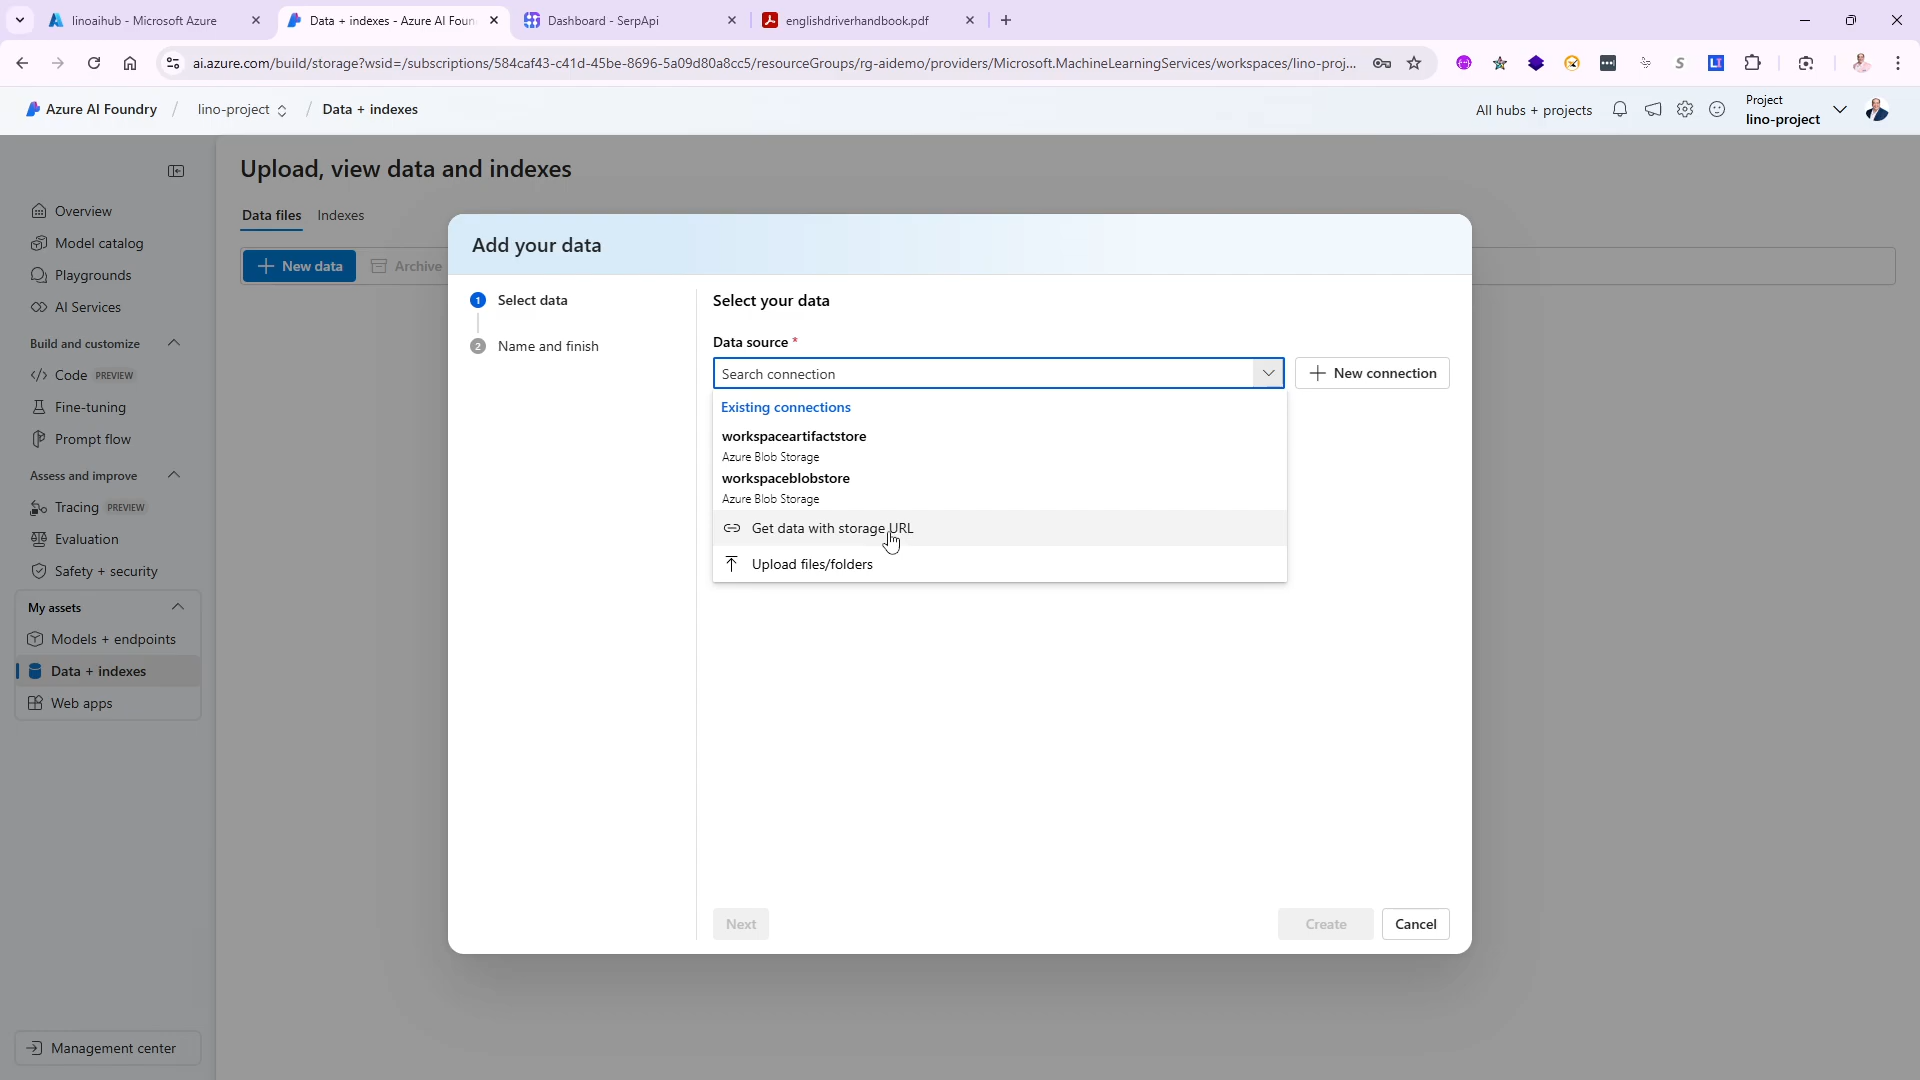 linoaihub - Microsoft Azure
Data + indexes - Azure AI Foun
Dashboard - SerpApi
englishdriverhandbook.pdf
ai.azure.com/build/storage?wsid=/subscriptions/584caf43-c41d-45be-8696-5a09d80a8cc5/resourceGroups/rg-aidemo/providers/Microsoft.MachineLearningServices/workspaces/lino-proj...
Azure AI Foundry / lino-project / Data + indexes
All hubs + projects
Project
lino-project
Upload, view data and indexes
Data files
Indexes
New data
Archive
Overview
Model catalog
Playgrounds
AI Services
Build and customize
Code PREVIEW
Fine-tuning
Prompt flow
Assess and improve
Tracing PREVIEW
Evaluation
Safety + security
My assets
Models + endpoints
Data + indexes
Web apps
Management center
Add your data
1 Select data
2 Name and finish
Select your data
Data source *
Search connection
New connection
Existing connections
workspaceartifactstore
Azure Blob Storage
workspaceblobstore
Azure Blob Storage
Get data with storage URL
Upload files/folders
Next
Create
Cancel